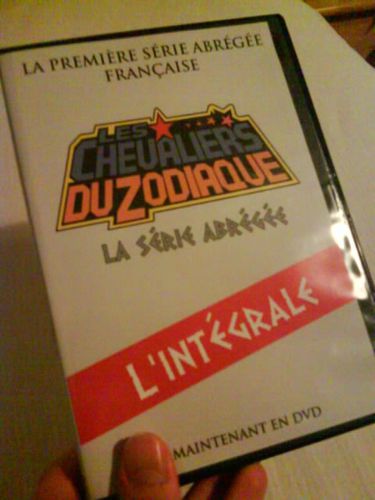 LA PREMIÈRE SÉRIE ABRÉGÉE
FRANÇAISE
LES
CHEVALIERS
DU ZODIAQUE
LA SÉRIE ABRÉGÉE
L'INTÉGRALE
MAINTENANT EN DVD